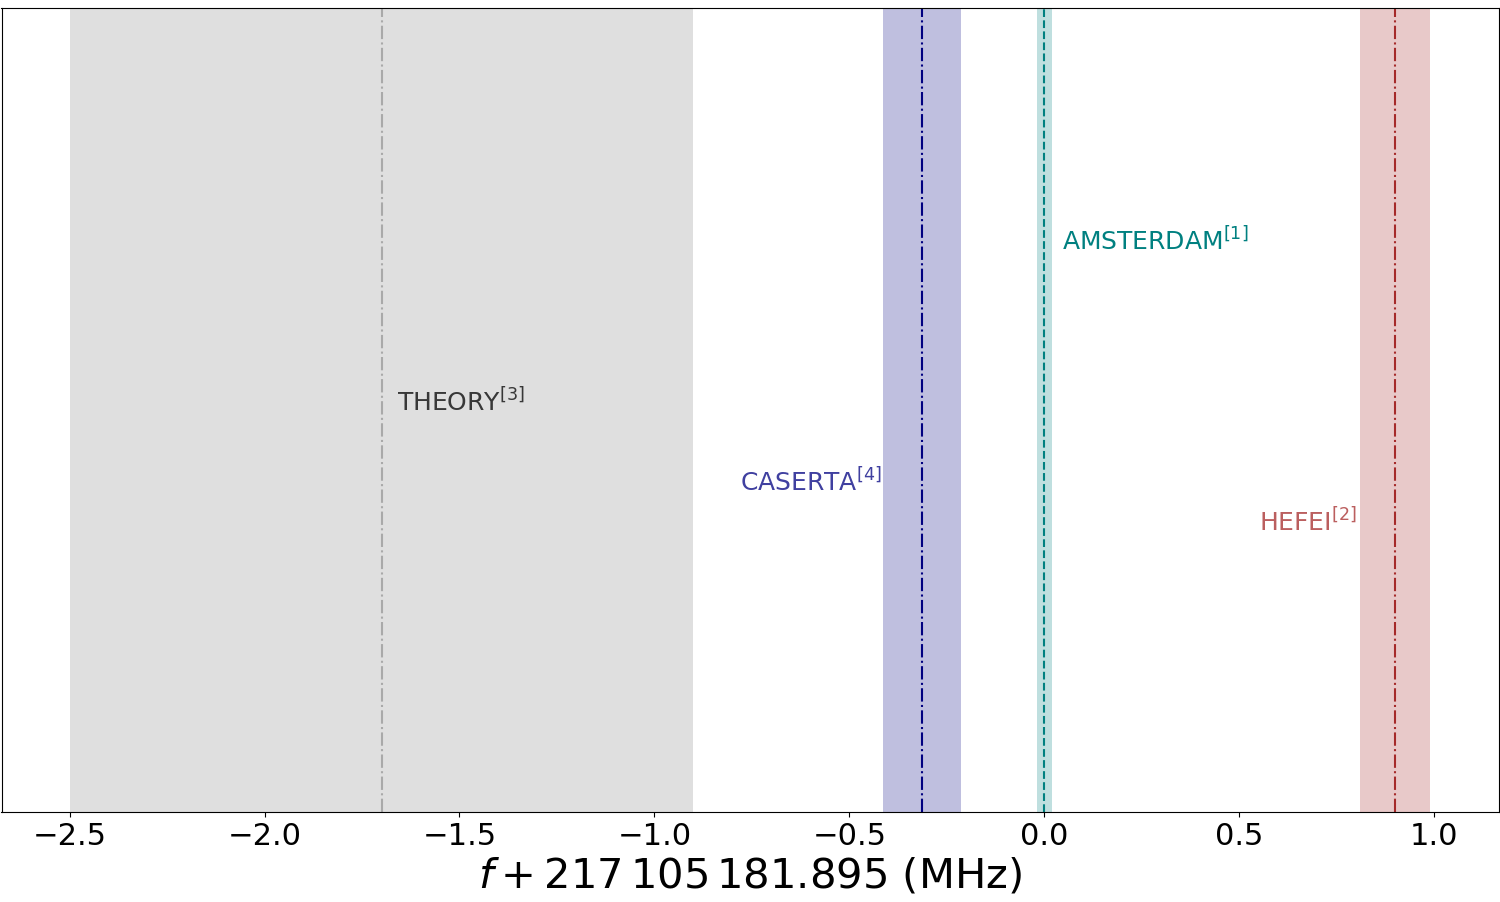 AMSTERDAM[1]
THEORY[3]
CASERTA[4]
HEFEI[2]
−2.5 −2.0 −1.5 −1.0 −0.5 0.0 0.5 1.0
f + 217 105 181.895 (MHz)